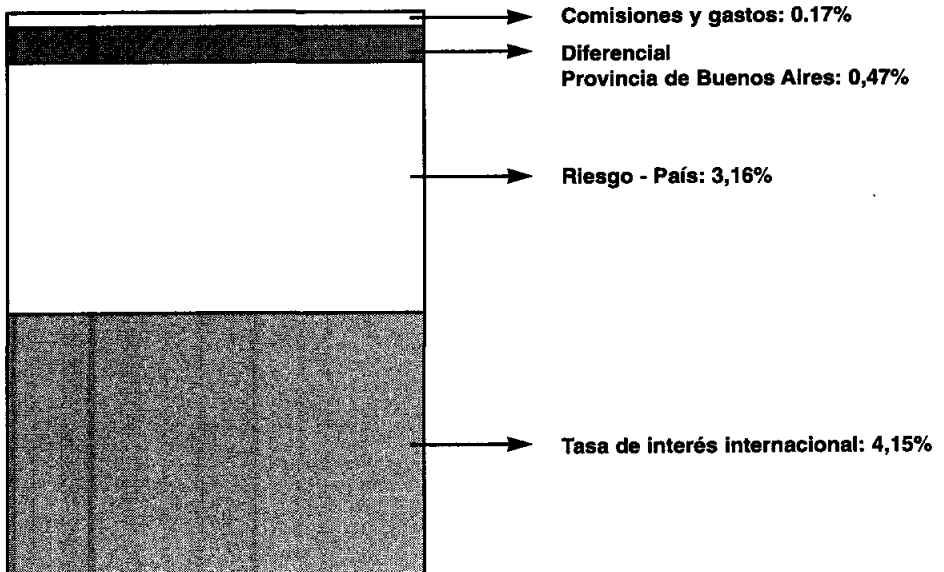 Comisiones y gastos: 0.17%
Diferencial
Provincia de Buenos Aires: 0,47%
Riesgo - País: 3,16%
Tasa de interés internacional: 4,15%